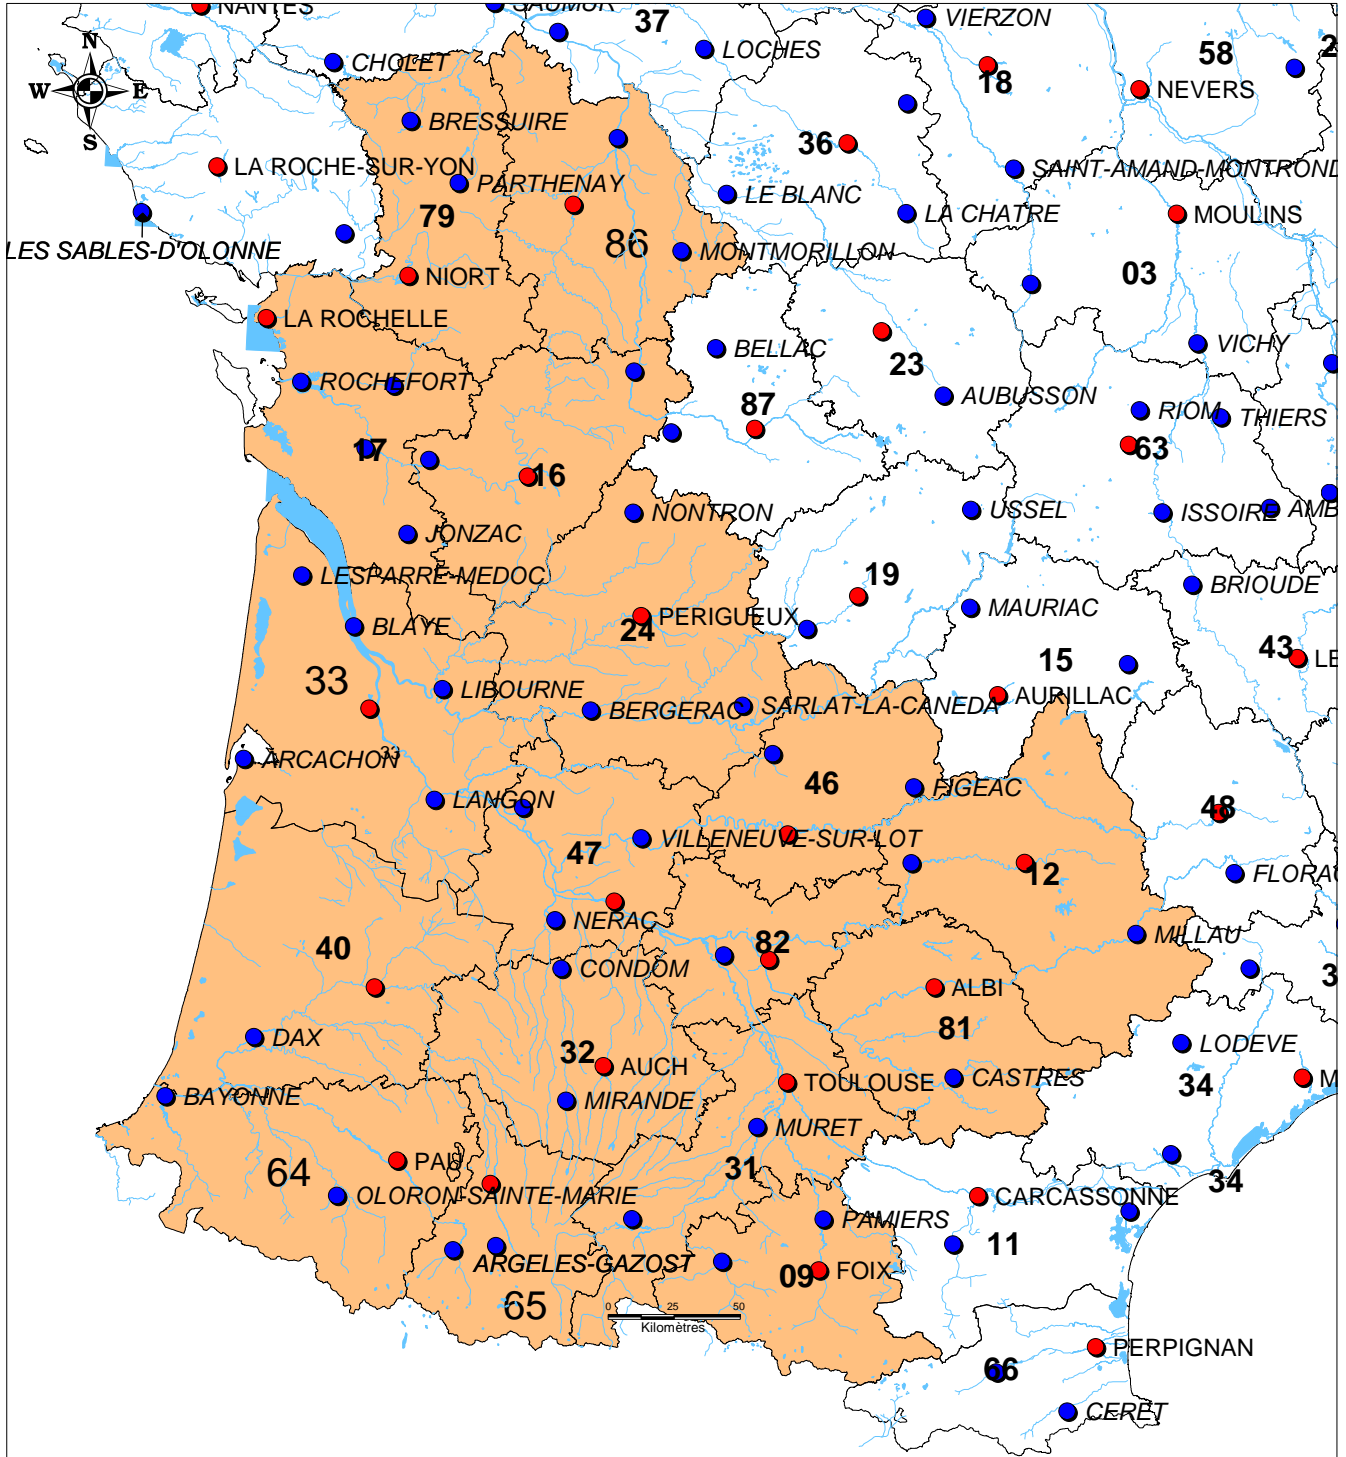 NANTES
SAUMUR
37
VIERZON
58
2
N
CHOLET
LOCHES
18
W
E
NEVERS
S
BRESSUIRE
36
LA ROCHE-SUR-YON
PARTHENAY
LE BLANC
SAINT-AMAND-MONTROND
79
LA CHATRE
MOULINS
LES SABLES-D'OLONNE
86
MONTMORILLON
NIORT
03
LA ROCHELLE
BELLAC
23
VICHY
ROCHEFORT
87
AUBUSSON
RIOM
THIERS
17
63
16
NONTRON
USSEL
ISSOIRE
AMB
JONZAC
LESPARRE-MEDOC
19
BRIOUDE
BLAYE
24
PERIGUEUX
MAURIAC
33
15
43
LE
LIBOURNE
BERGERAC
SARLAT-LA-CANEDA
AURILLAC
ARCACHON
33
46
FIGEAC
LANGON
48
47
VILLENEUVE-SUR-LOT
12
FLORAC
NERAC
MILLAU
40
CONDOM
82
3
ALBI
DAX
81
LODEVE
32
AUCH
TOULOUSE
CASTRES
34
M
BAYONNE
MIRANDE
MURET
PAU
31
64
OLORON-SAINTE-MARIE
CARCASSONNE
34
PAMIERS
11
ARGELES-GAZOST
09
FOIX
65
0 25 50
Kilomètres
PERPIGNAN
66
CERET